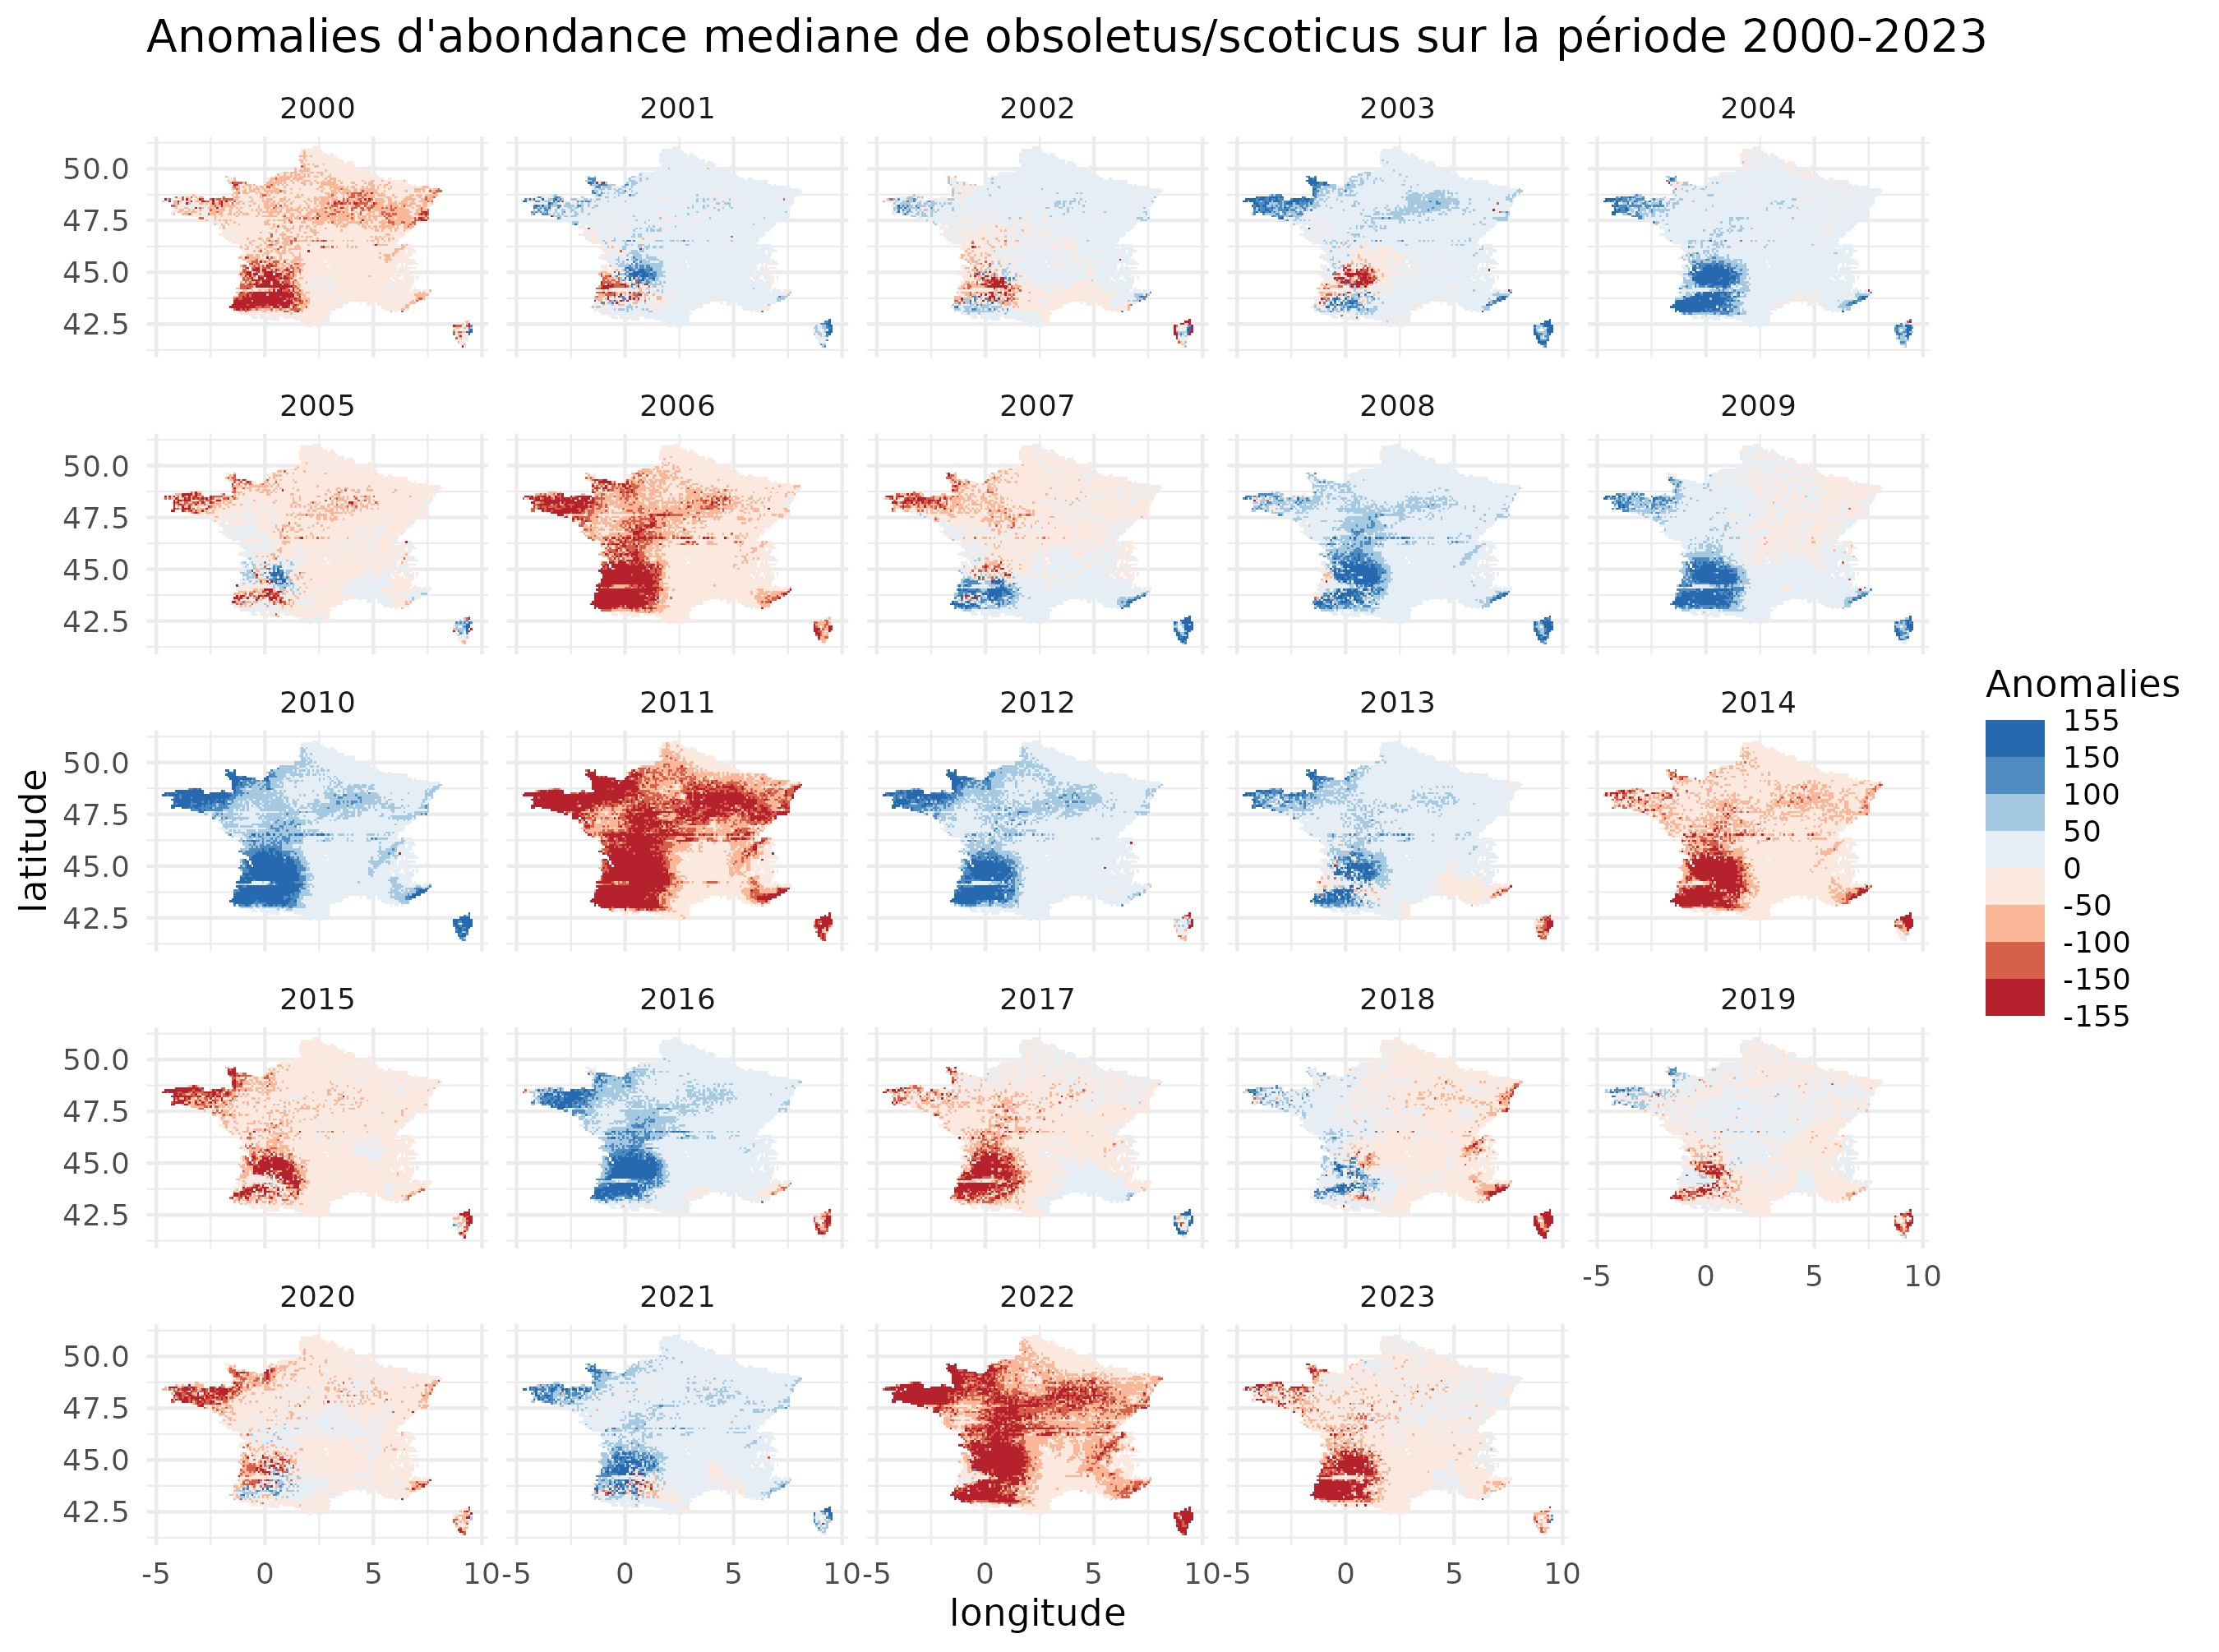 Anomalies d'abondance mediane de obsoletus/scoticus sur la période 2000-2023
2000 2001 2002 2003 2004
50.0
47.5
45.0
42.5
2005 2006 2007 2008 2009
50.0
47.5
45.0
42.5
2010 2011 2012 2013 2014
50.0
47.5
45.0
42.5
2015 2016 2017 2018 2019
50.0
47.5
45.0
42.5
-5 0 5 10
2020 2021 2022 2023
50.0
47.5
45.0
42.5
-5 0 5 10 -5 0 5 10 -5 0 5 10 -5 0 5 10
longitude
latitude
Anomalies
155
150
100
50
0
-50
-100
-150
-155